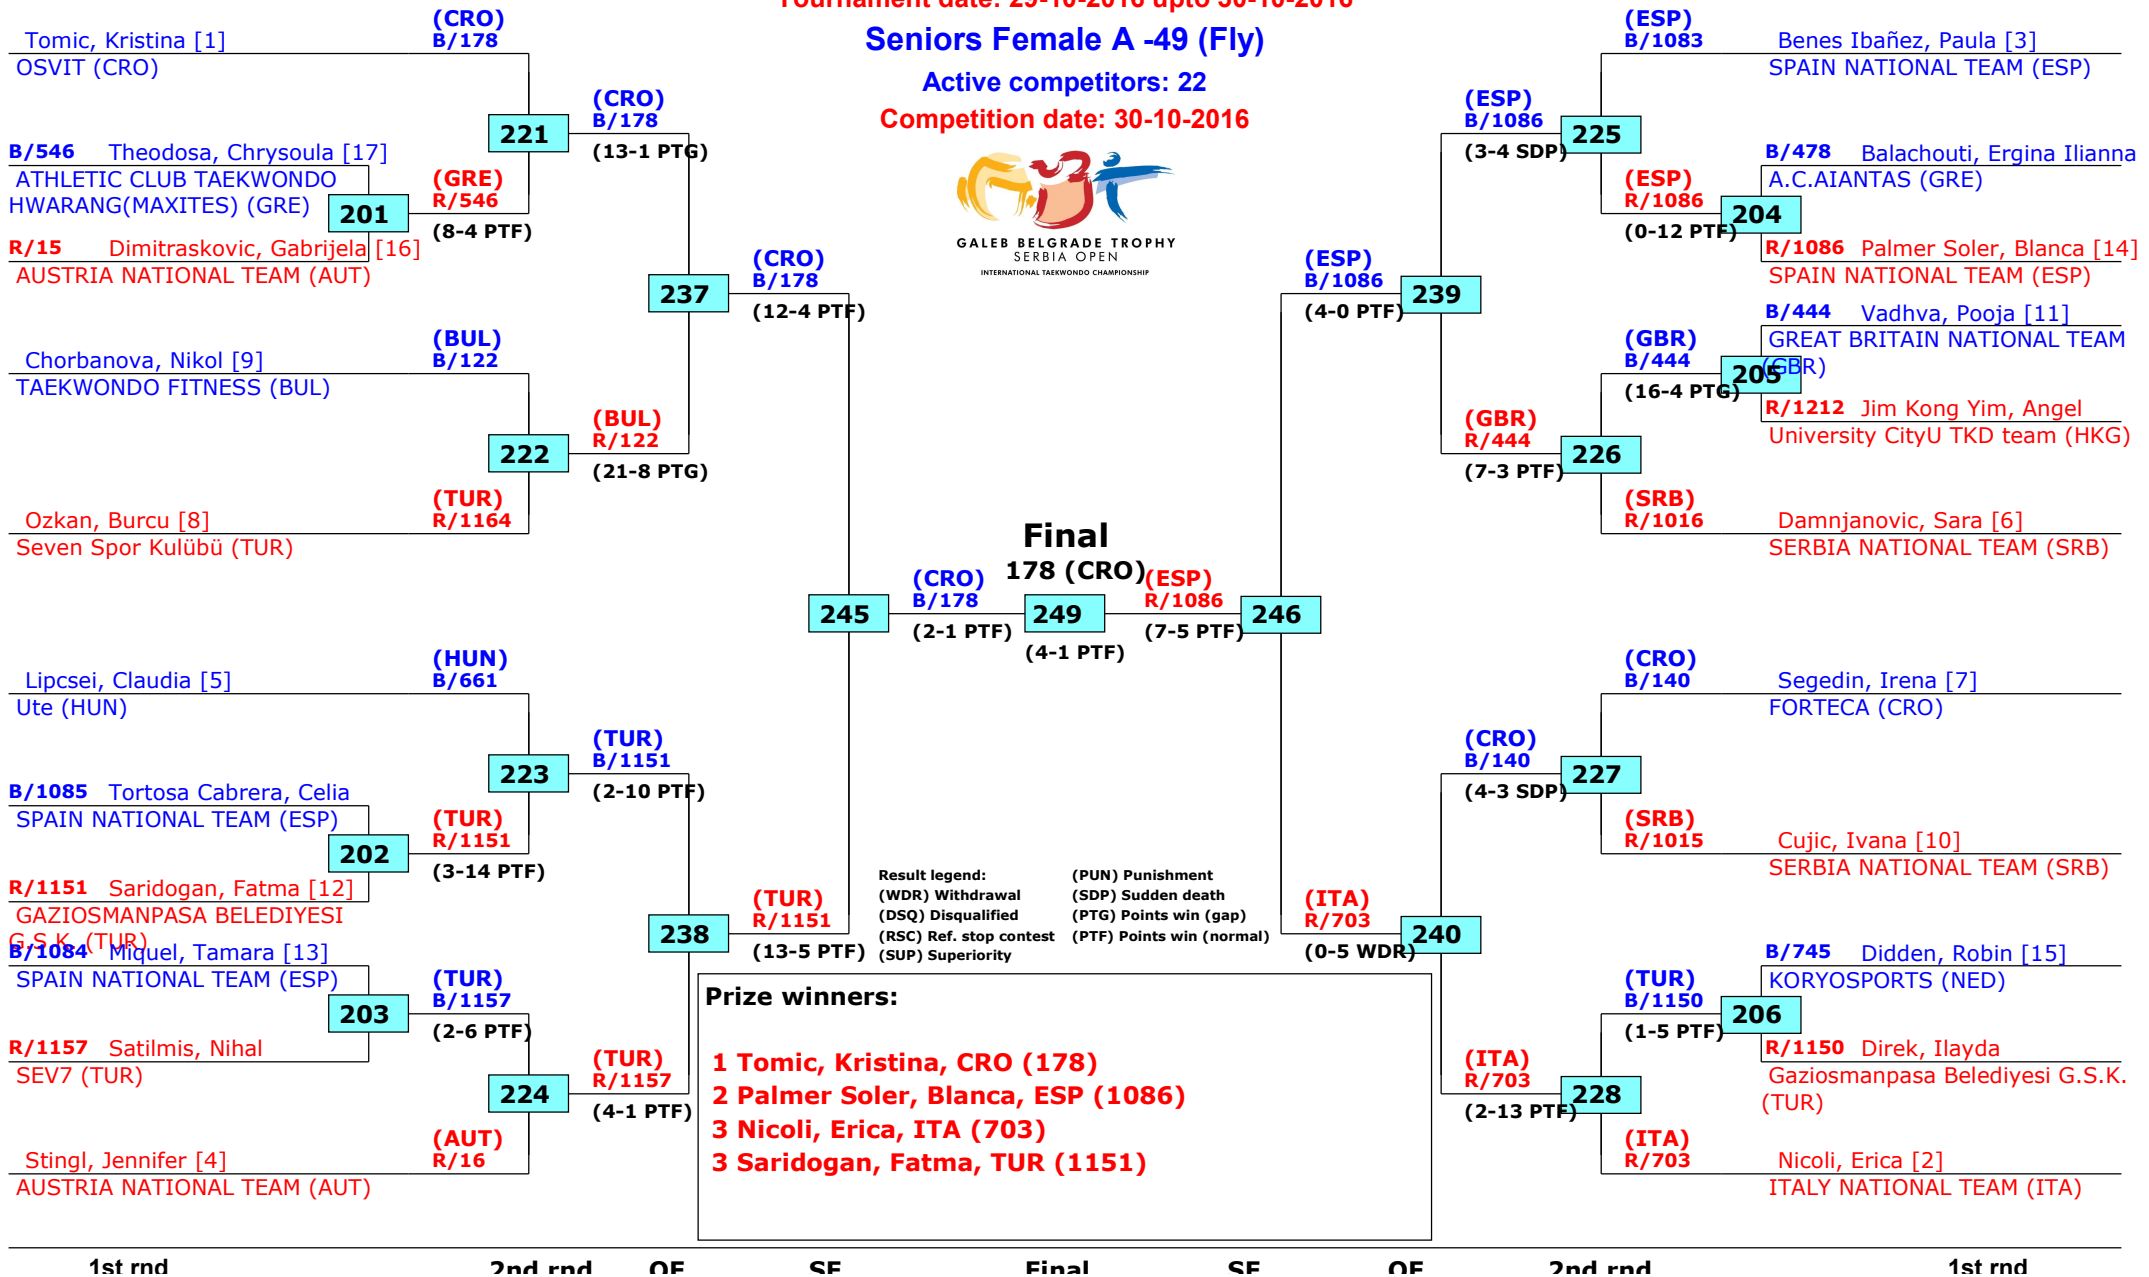 Tournament date: 29-10-2016 upto 30-10-2016
Seniors Female A -49 (Fly)
Active competitors: 22
Competition date: 30-10-2016
GALEB BELGRADE TROPHY
SERBIA OPEN
INTERNATIONAL TAEKWONDO CHAMPIONSHIP
Tomic, Kristina [1]
OSVIT (CRO)
(CRO)
B/178
B/546 Theodosa, Chrysoula [17]
ATHLETIC CLUB TAEKWONDO
HWARANG(MAXITES) (GRE)
201
R/15 Dimitraskovic, Gabrijela [16]
AUSTRIA NATIONAL TEAM (AUT)
(GRE)
R/546
(8-4 PTF)
221
(CRO)
B/178
(13-1 PTG)
Chorbanova, Nikol [9]
TAEKWONDO FITNESS (BUL)
(BUL)
B/122
222
(BUL)
R/122
(21-8 PTG)
Ozkan, Burcu [8]
Seven Spor Kulübü (TUR)
(TUR)
R/1164
237
(CRO)
B/178
(12-4 PTF)
Lipcsei, Claudia [5]
Ute (HUN)
(HUN)
B/661
B/1085 Tortosa Cabrera, Celia
SPAIN NATIONAL TEAM (ESP)
202
R/1151 Saridogan, Fatma [12]
GAZIOSMANPASA BELEDIYESI
G.S.K. (TUR)
(TUR)
R/1151
(3-14 PTF)
223
(TUR)
B/1151
(2-10 PTF)
B/1084 Miquel, Tamara [13]
SPAIN NATIONAL TEAM (ESP)
203
R/1157 Satilmis, Nihal
SEV7 (TUR)
(TUR)
B/1157
(2-6 PTF)
224
(TUR)
R/1157
(4-1 PTF)
Stingl, Jennifer [4]
AUSTRIA NATIONAL TEAM (AUT)
(AUT)
R/16
238
(TUR)
R/1151
(13-5 PTF)
245
(CRO)
B/178
(2-1 PTF)
Final
178 (CRO)
249
(4-1 PTF)
(ESP)
R/1086
(7-5 PTF)
246
(ESP)
B/1083
Benes Ibañez, Paula [3]
SPAIN NATIONAL TEAM (ESP)
(ESP)
B/1086
(3-4 SDP)
225
B/478 Balachouti, Ergina Ilianna
A.C.AIANTAS (GRE)
(ESP)
R/1086
(0-12 PTF)
204
R/1086 Palmer Soler, Blanca [14]
SPAIN NATIONAL TEAM (ESP)
(ESP)
B/1086
(4-0 PTF)
239
B/444 Vadhva, Pooja [11]
GREAT BRITAIN NATIONAL TEAM
(GBR)
(GBR)
B/444
(16-4 PTG)
205
R/1212 Jim Kong Yim, Angel
University CityU TKD team (HKG)
(GBR)
R/444
(7-3 PTF)
226
(SRB)
R/1016
Damnjanovic, Sara [6]
SERBIA NATIONAL TEAM (SRB)
(CRO)
B/140
Segedin, Irena [7]
FORTECA (CRO)
(CRO)
B/140
(4-3 SDP)
227
(SRB)
R/1015
Cujic, Ivana [10]
SERBIA NATIONAL TEAM (SRB)
(ITA)
R/703
(0-5 WDR)
240
B/745 Didden, Robin [15]
KORYOSPORTS (NED)
(TUR)
B/1150
(1-5 PTF)
206
R/1150 Direk, Ilayda
Gaziosmanpasa Belediyesi G.S.K.
(TUR)
(ITA)
R/703
(2-13 PTF)
228
(ITA)
R/703
Nicoli, Erica [2]
ITALY NATIONAL TEAM (ITA)
Result legend: (PUN) Punishment
(WDR) Withdrawal (SDP) Sudden death
(DSQ) Disqualified (PTG) Points win (gap)
(RSC) Ref. stop contest (PTF) Points win (normal)
(SUP) Superiority
Prize winners:
1 Tomic, Kristina, CRO (178)
2 Palmer Soler, Blanca, ESP (1086)
3 Nicoli, Erica, ITA (703)
3 Saridogan, Fatma, TUR (1151)
1st rnd 2nd rnd QF SF Final SF QF 2nd rnd 1st rnd